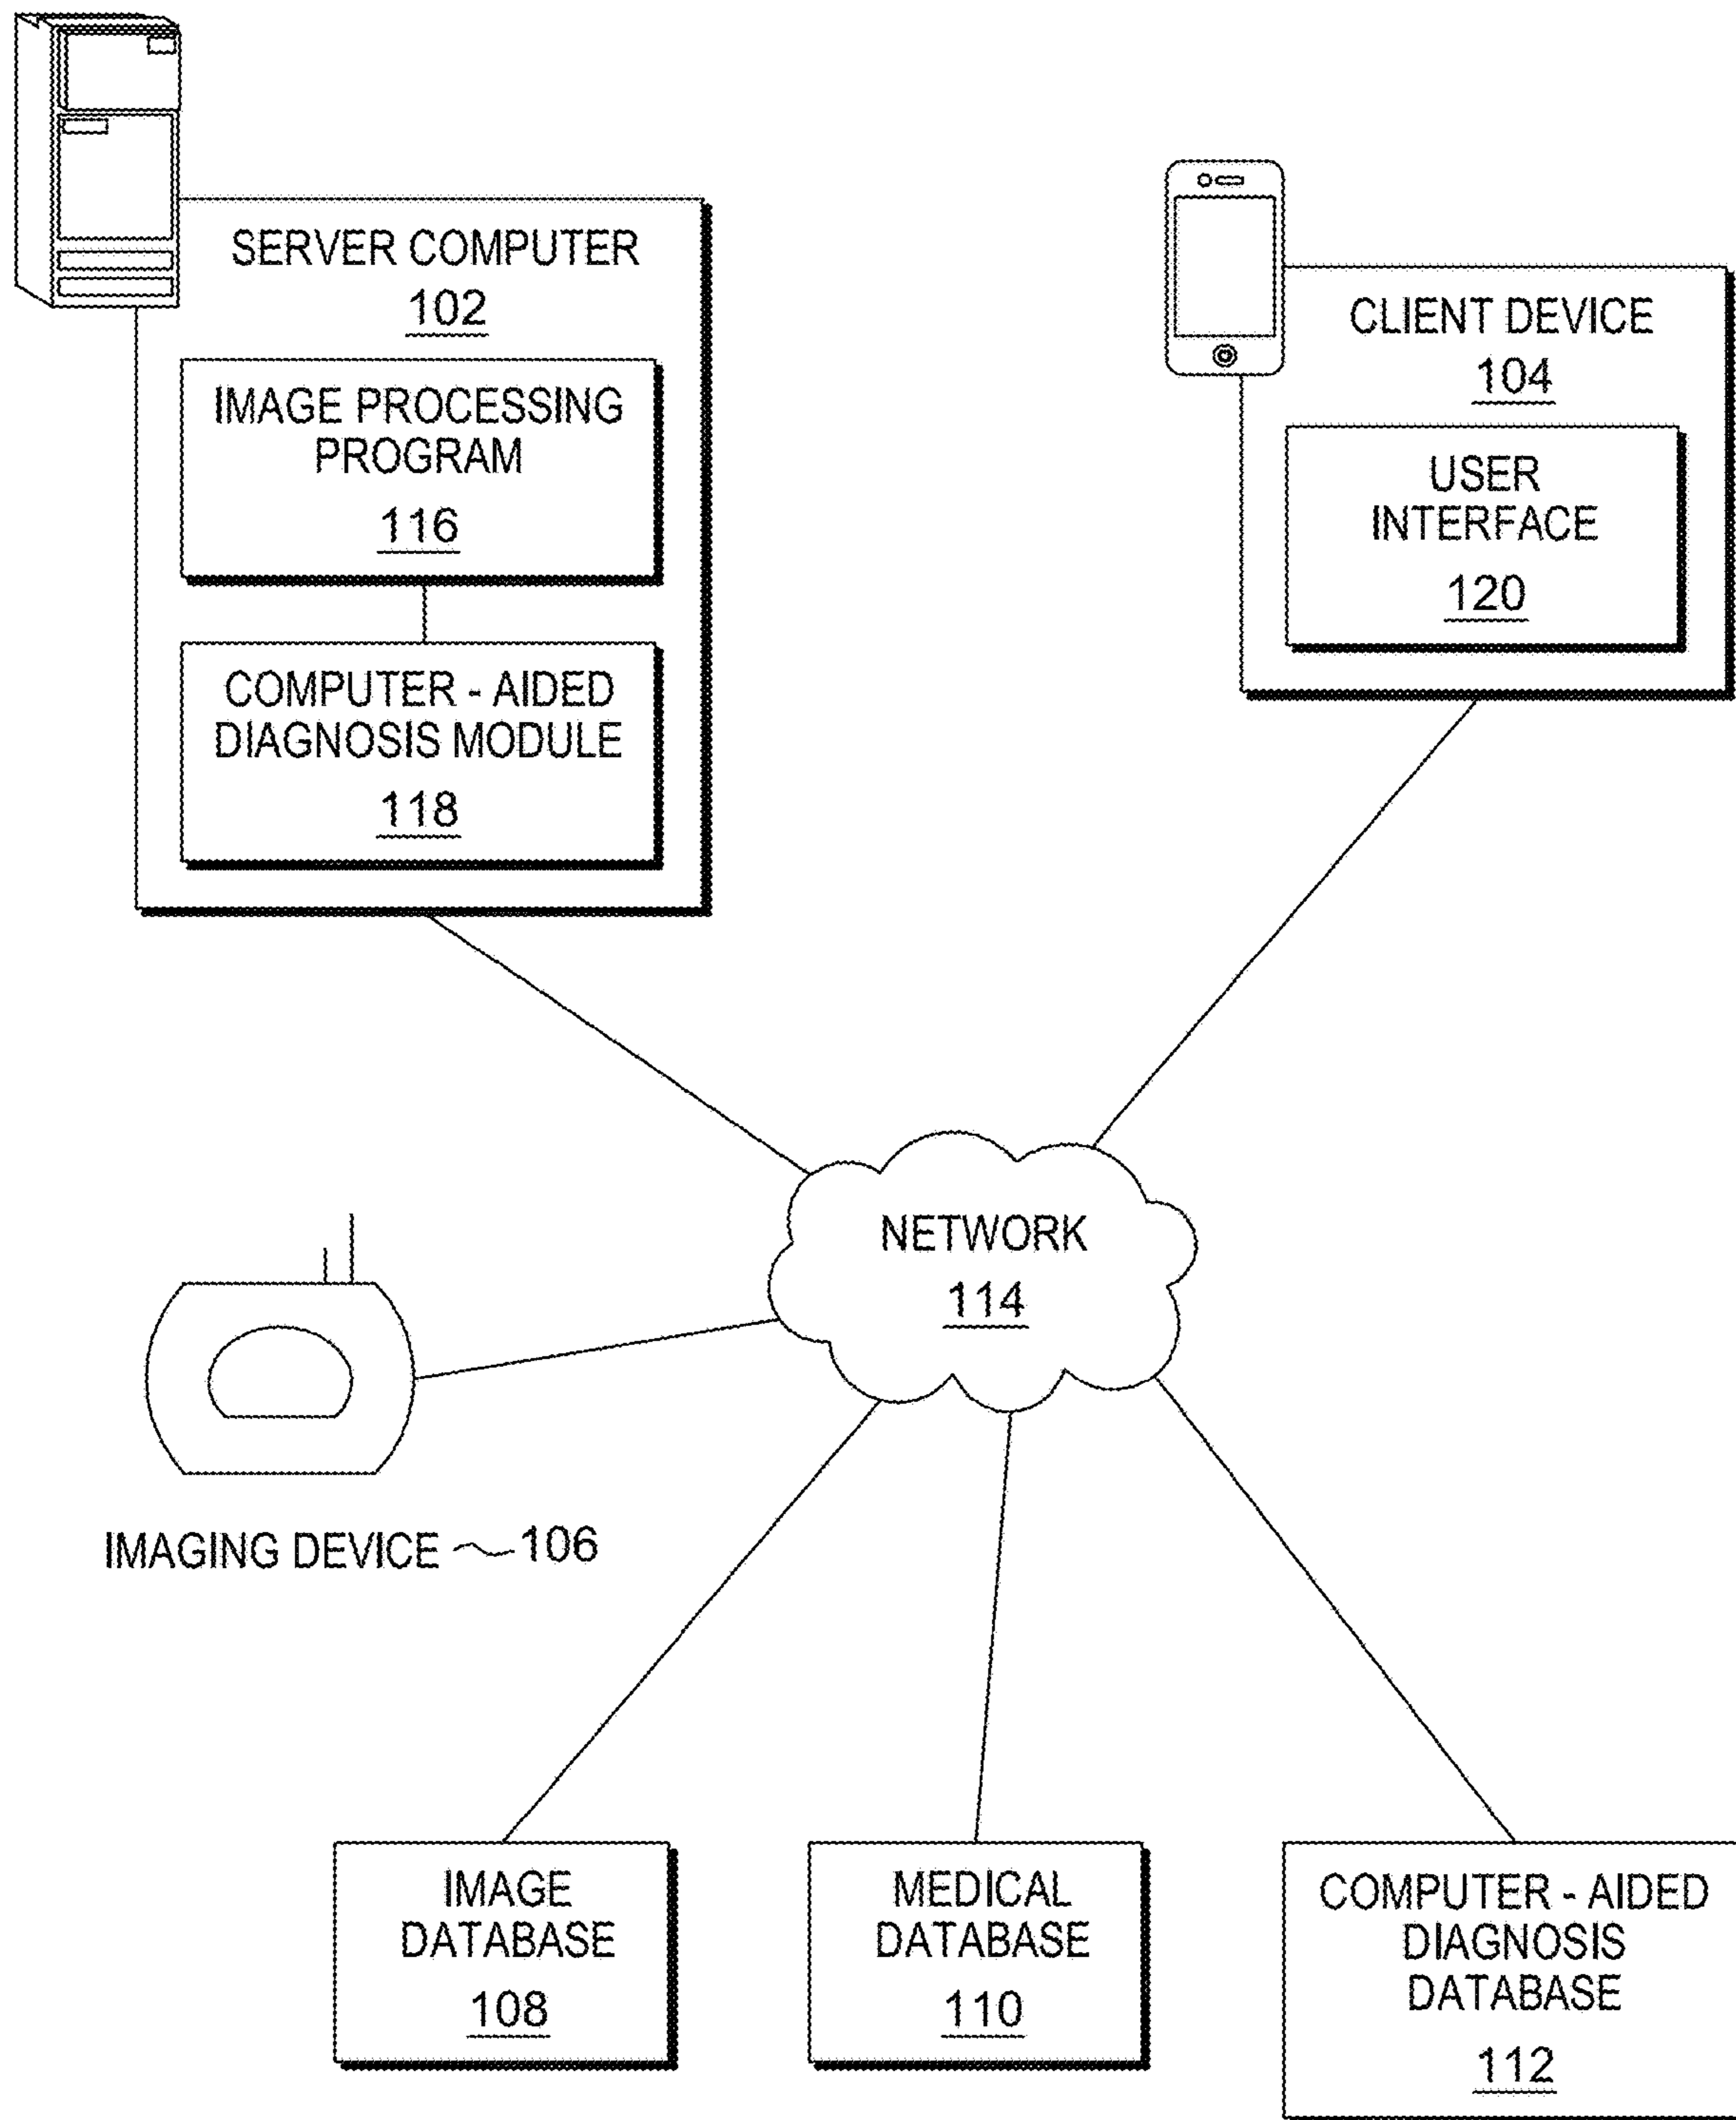 SERVER COMPUTER
102
IMAGE PROCESSING
PROGRAM
116
COMPUTER - AIDED
DIAGNOSIS MODULE
118
CLIENT DEVICE
104
USER
INTERFACE
120
NETWORK
114
IMAGING DEVICE 106
IMAGE
DATABASE
108
MEDICAL
DATABASE
110
COMPUTER - AIDED
DIAGNOSIS
DATABASE
112